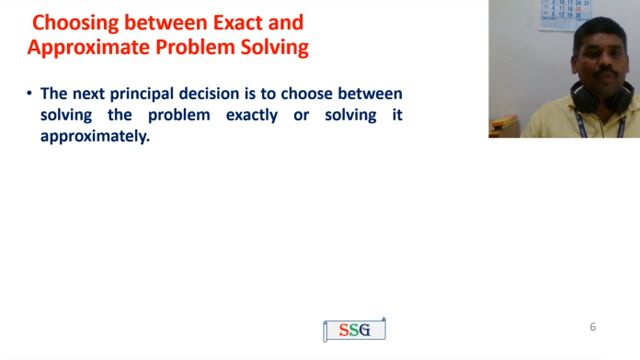 Choosing between Exact and
Approximate Problem Solving
• The next principal decision is to choose between
solving the problem exactly or solving it
approximately.
SSG
6